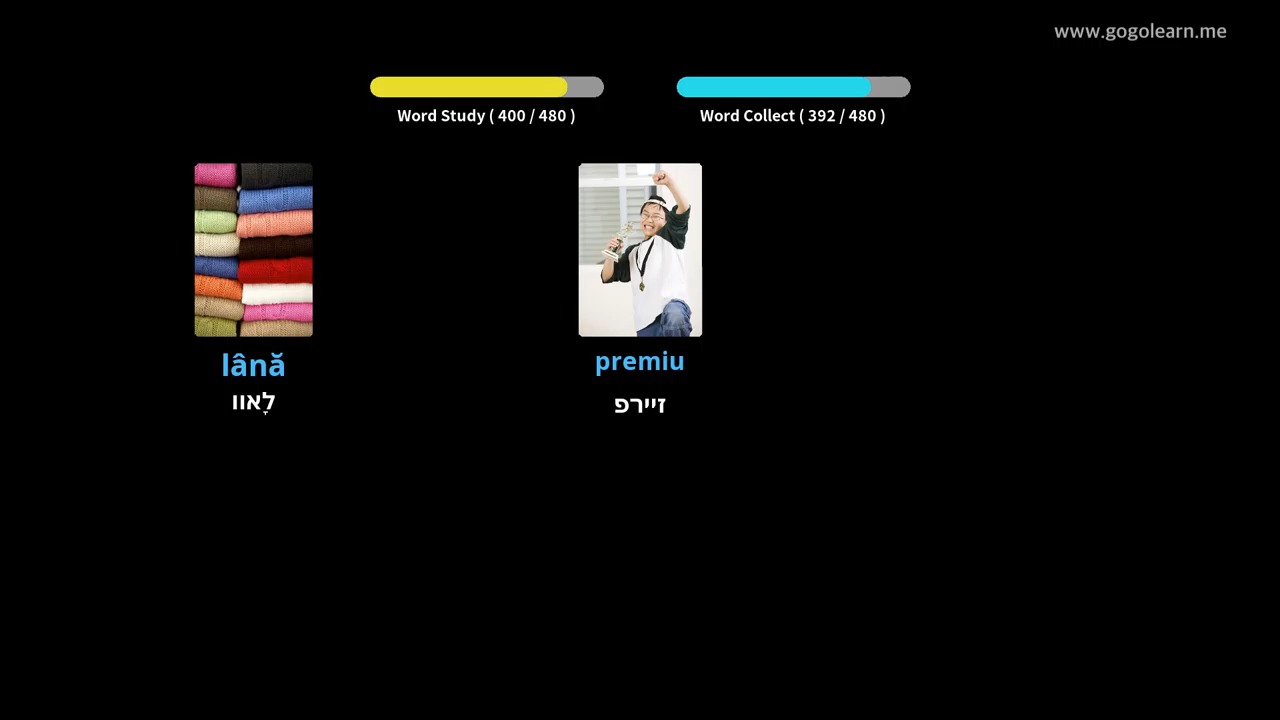 www.gogolearn.me
Word Study ( 400 / 480 )
Word Collect ( 392 / 480 )
lână
לָאוו
premiu
זיירפ